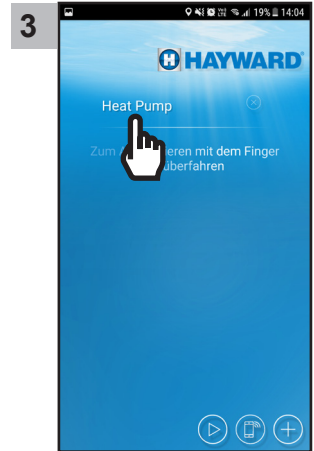 3
19% 14:04
HAYWARD
Heat Pump
Zum eren mit dem Finger
überfahren